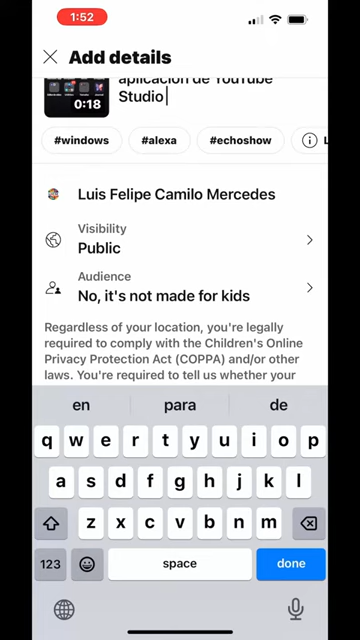 1:52
Add details
aplicación de YouTube
Studio
0:18
#windows
#alexa
#echoshow
L
Luis Felipe Camilo Mercedes
Visibility
Public
Audience
No, it's not made for kids
Regardless of your location, you're legally
required to comply with the Children's Online
Privacy Protection Act (COPPA) and/or other
laws. You're required to tell us whether your
en para de
q w e r t y u i o p
a s d f g h j k l
z x c v b n m
123 space done